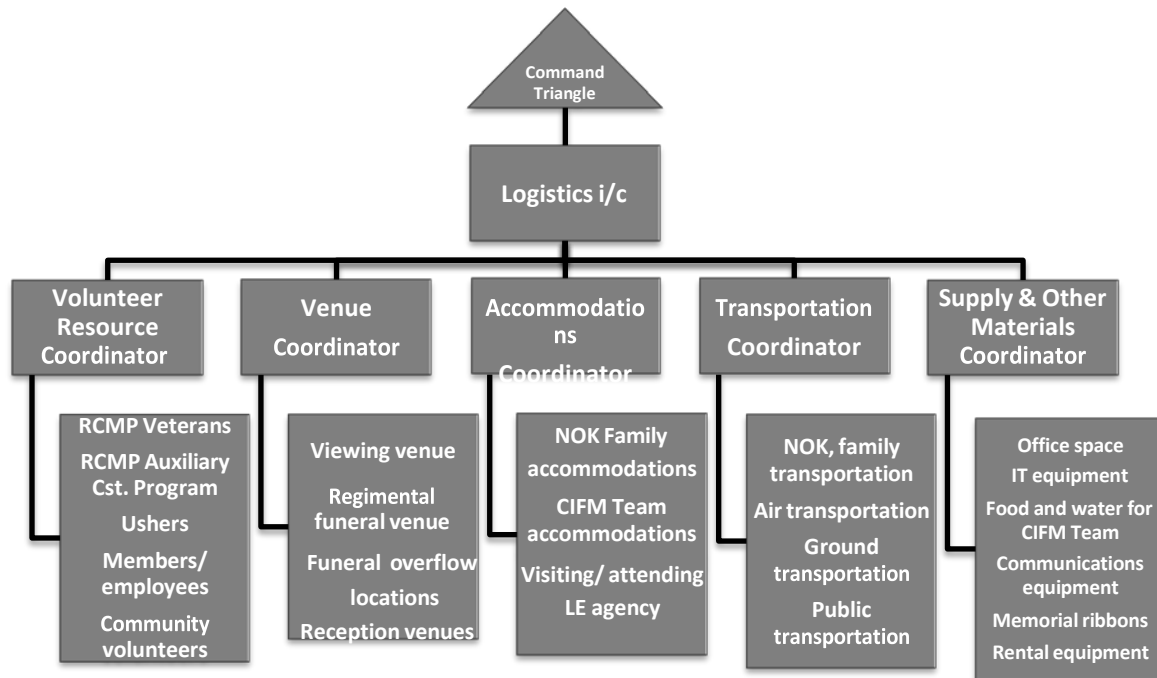 Command
Triangle
Logistics i/c
Volunteer
Resource
Coordinator
Venue
Coordinator
Accommodatio
ns
Coordinator
Transportation
Coordinator
Supply & Other
Materials
Coordinator
RCMP Veterans
RCMP Auxiliary
Cst. Program
Ushers
Members/
employees
Community
volunteers
Viewing venue
Regimental
funeral venue
Funeral overflow
locations
Reception venues
NOK Family
accommodations
CIFM Team
accommodations
Visiting/ attending
LE agency
NOK, family
transportation
Air transportation
Ground
transportation
Public
transportation
Office space
IT equipment
Food and water for
CIFM Team
Communications
equipment
Memorial ribbons
Rental equipment